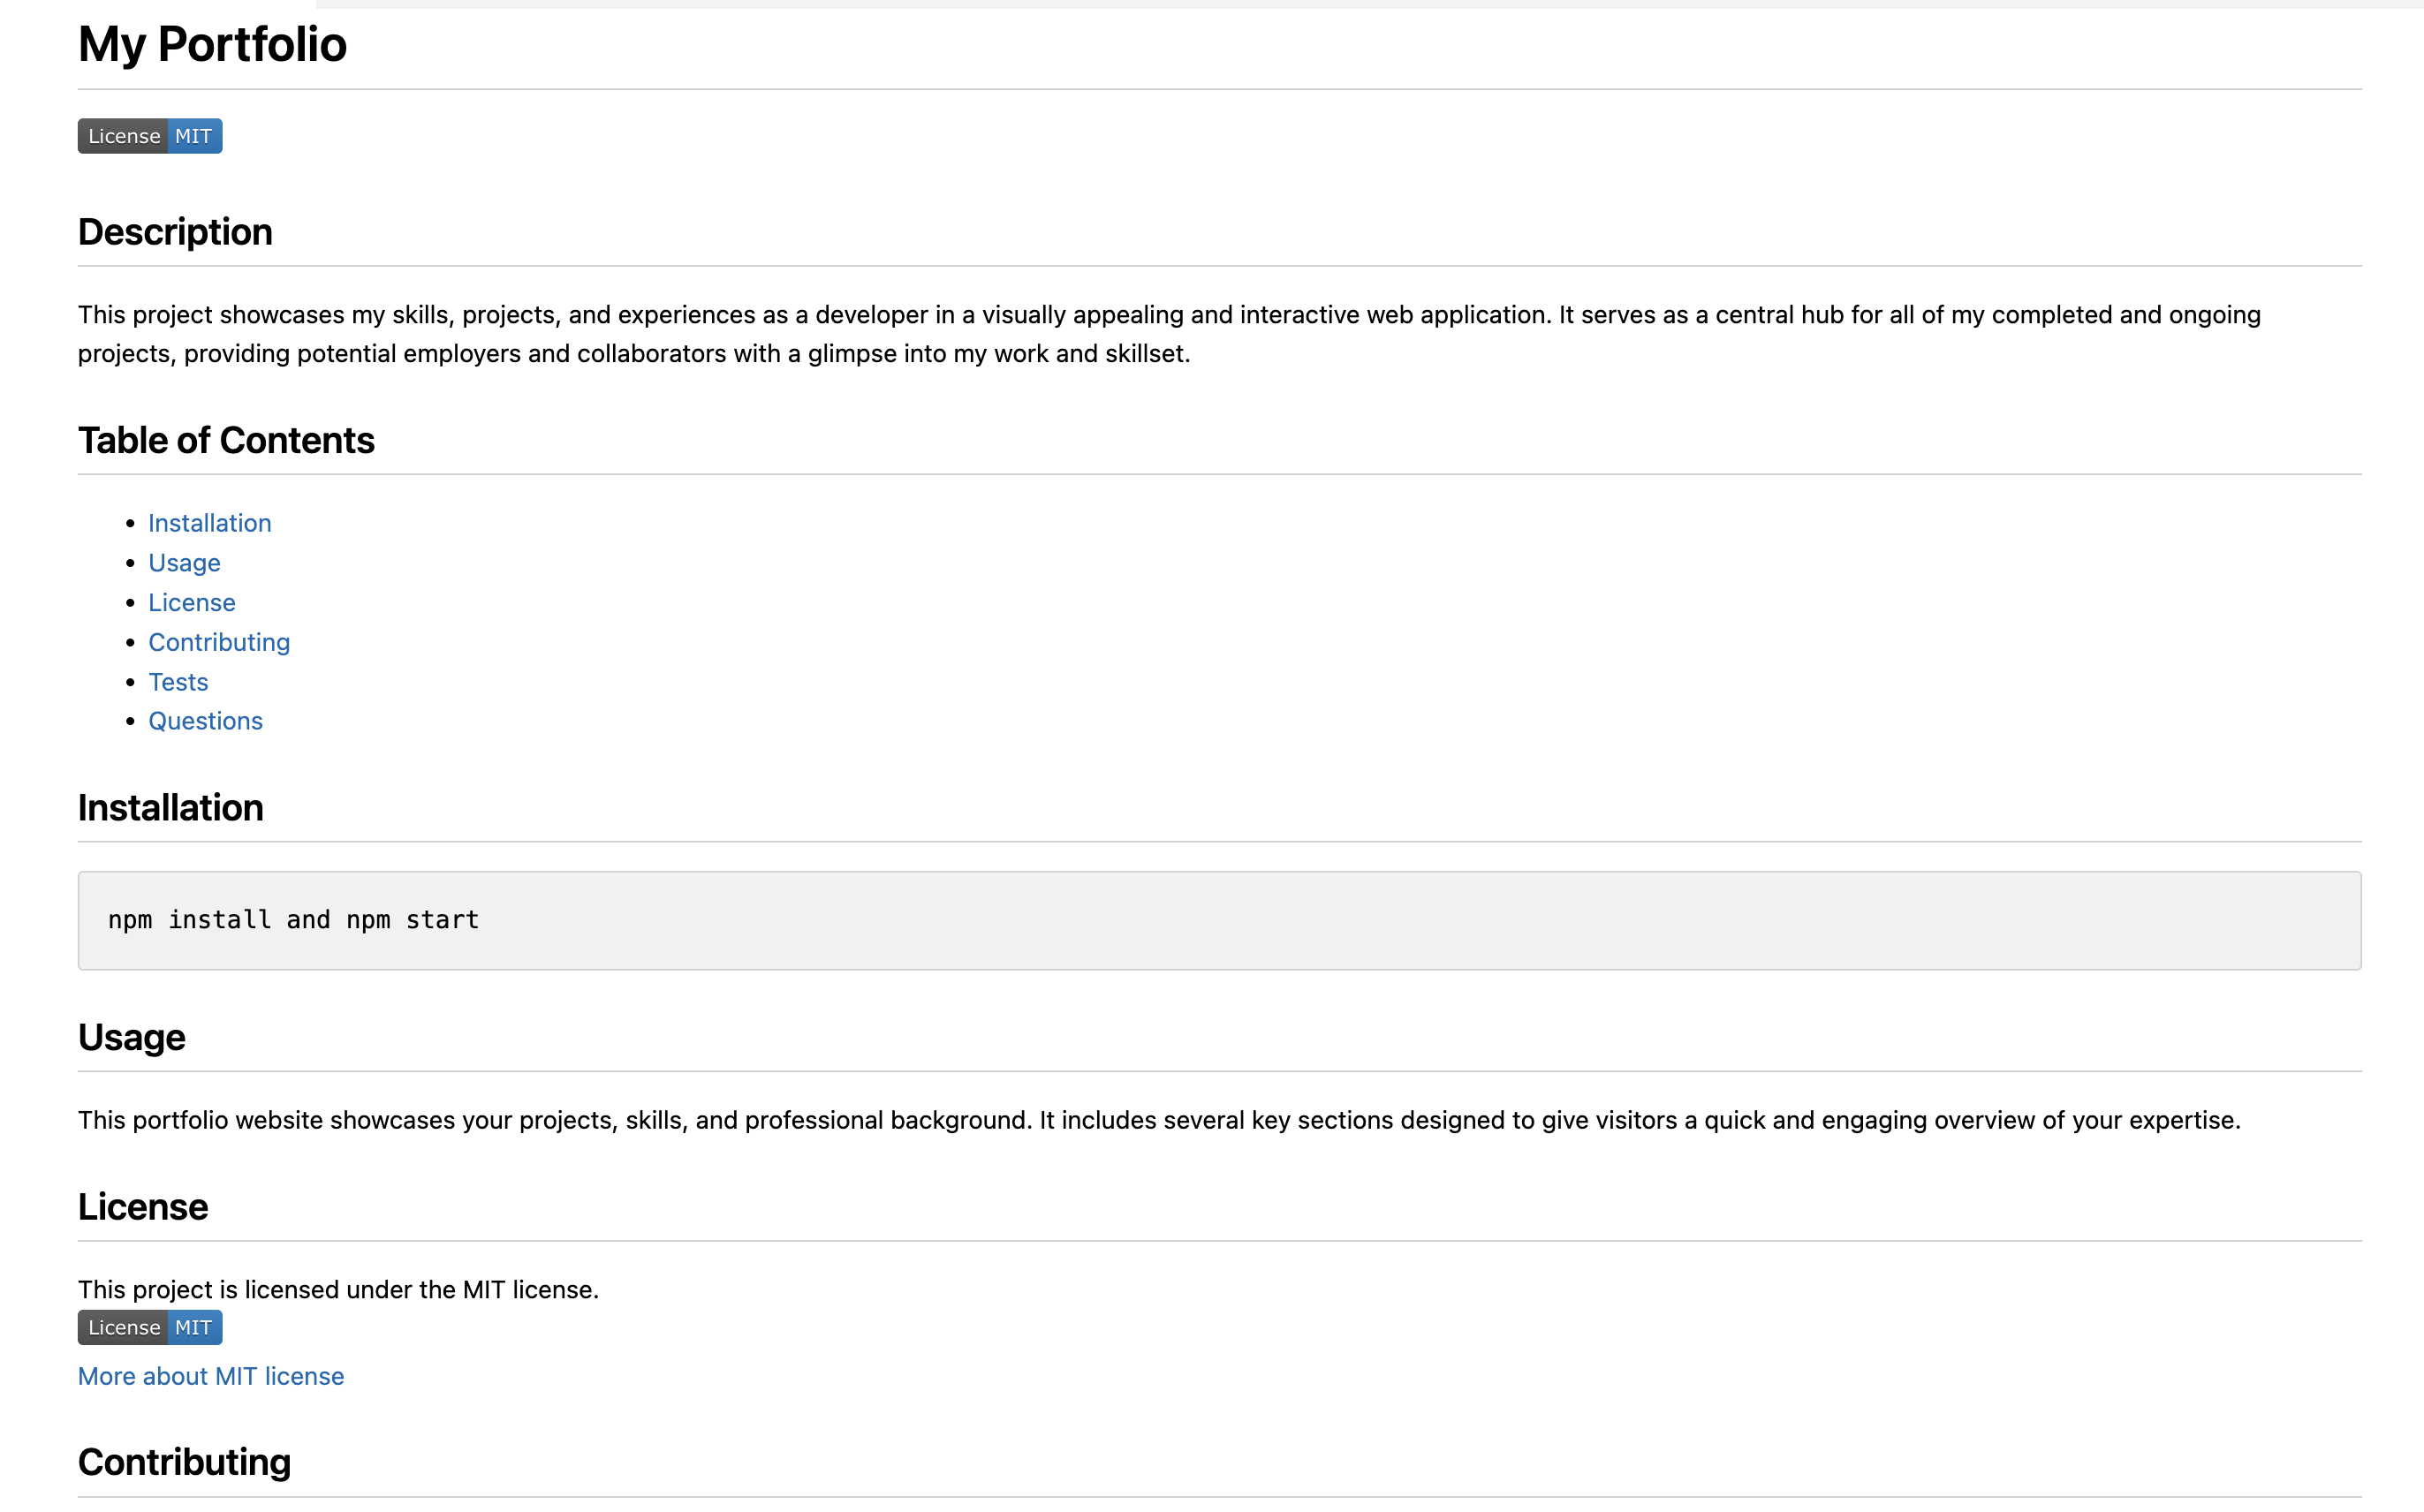 My Portfolio
License MIT
Description
This project showcases my skills, projects, and experiences as a developer in a visually appealing and interactive web application. It serves as a central hub for all of my completed and ongoing
projects, providing potential employers and collaborators with a glimpse into my work and skillset.
Table of Contents
Installation
Usage
License
Contributing
Tests
Questions
Installation
npm install and npm start
Usage
This portfolio website showcases your projects, skills, and professional background. It includes several key sections designed to give visitors a quick and engaging overview of your expertise.
License
This project is licensed under the MIT license.
License MIT
More about MIT license
Contributing